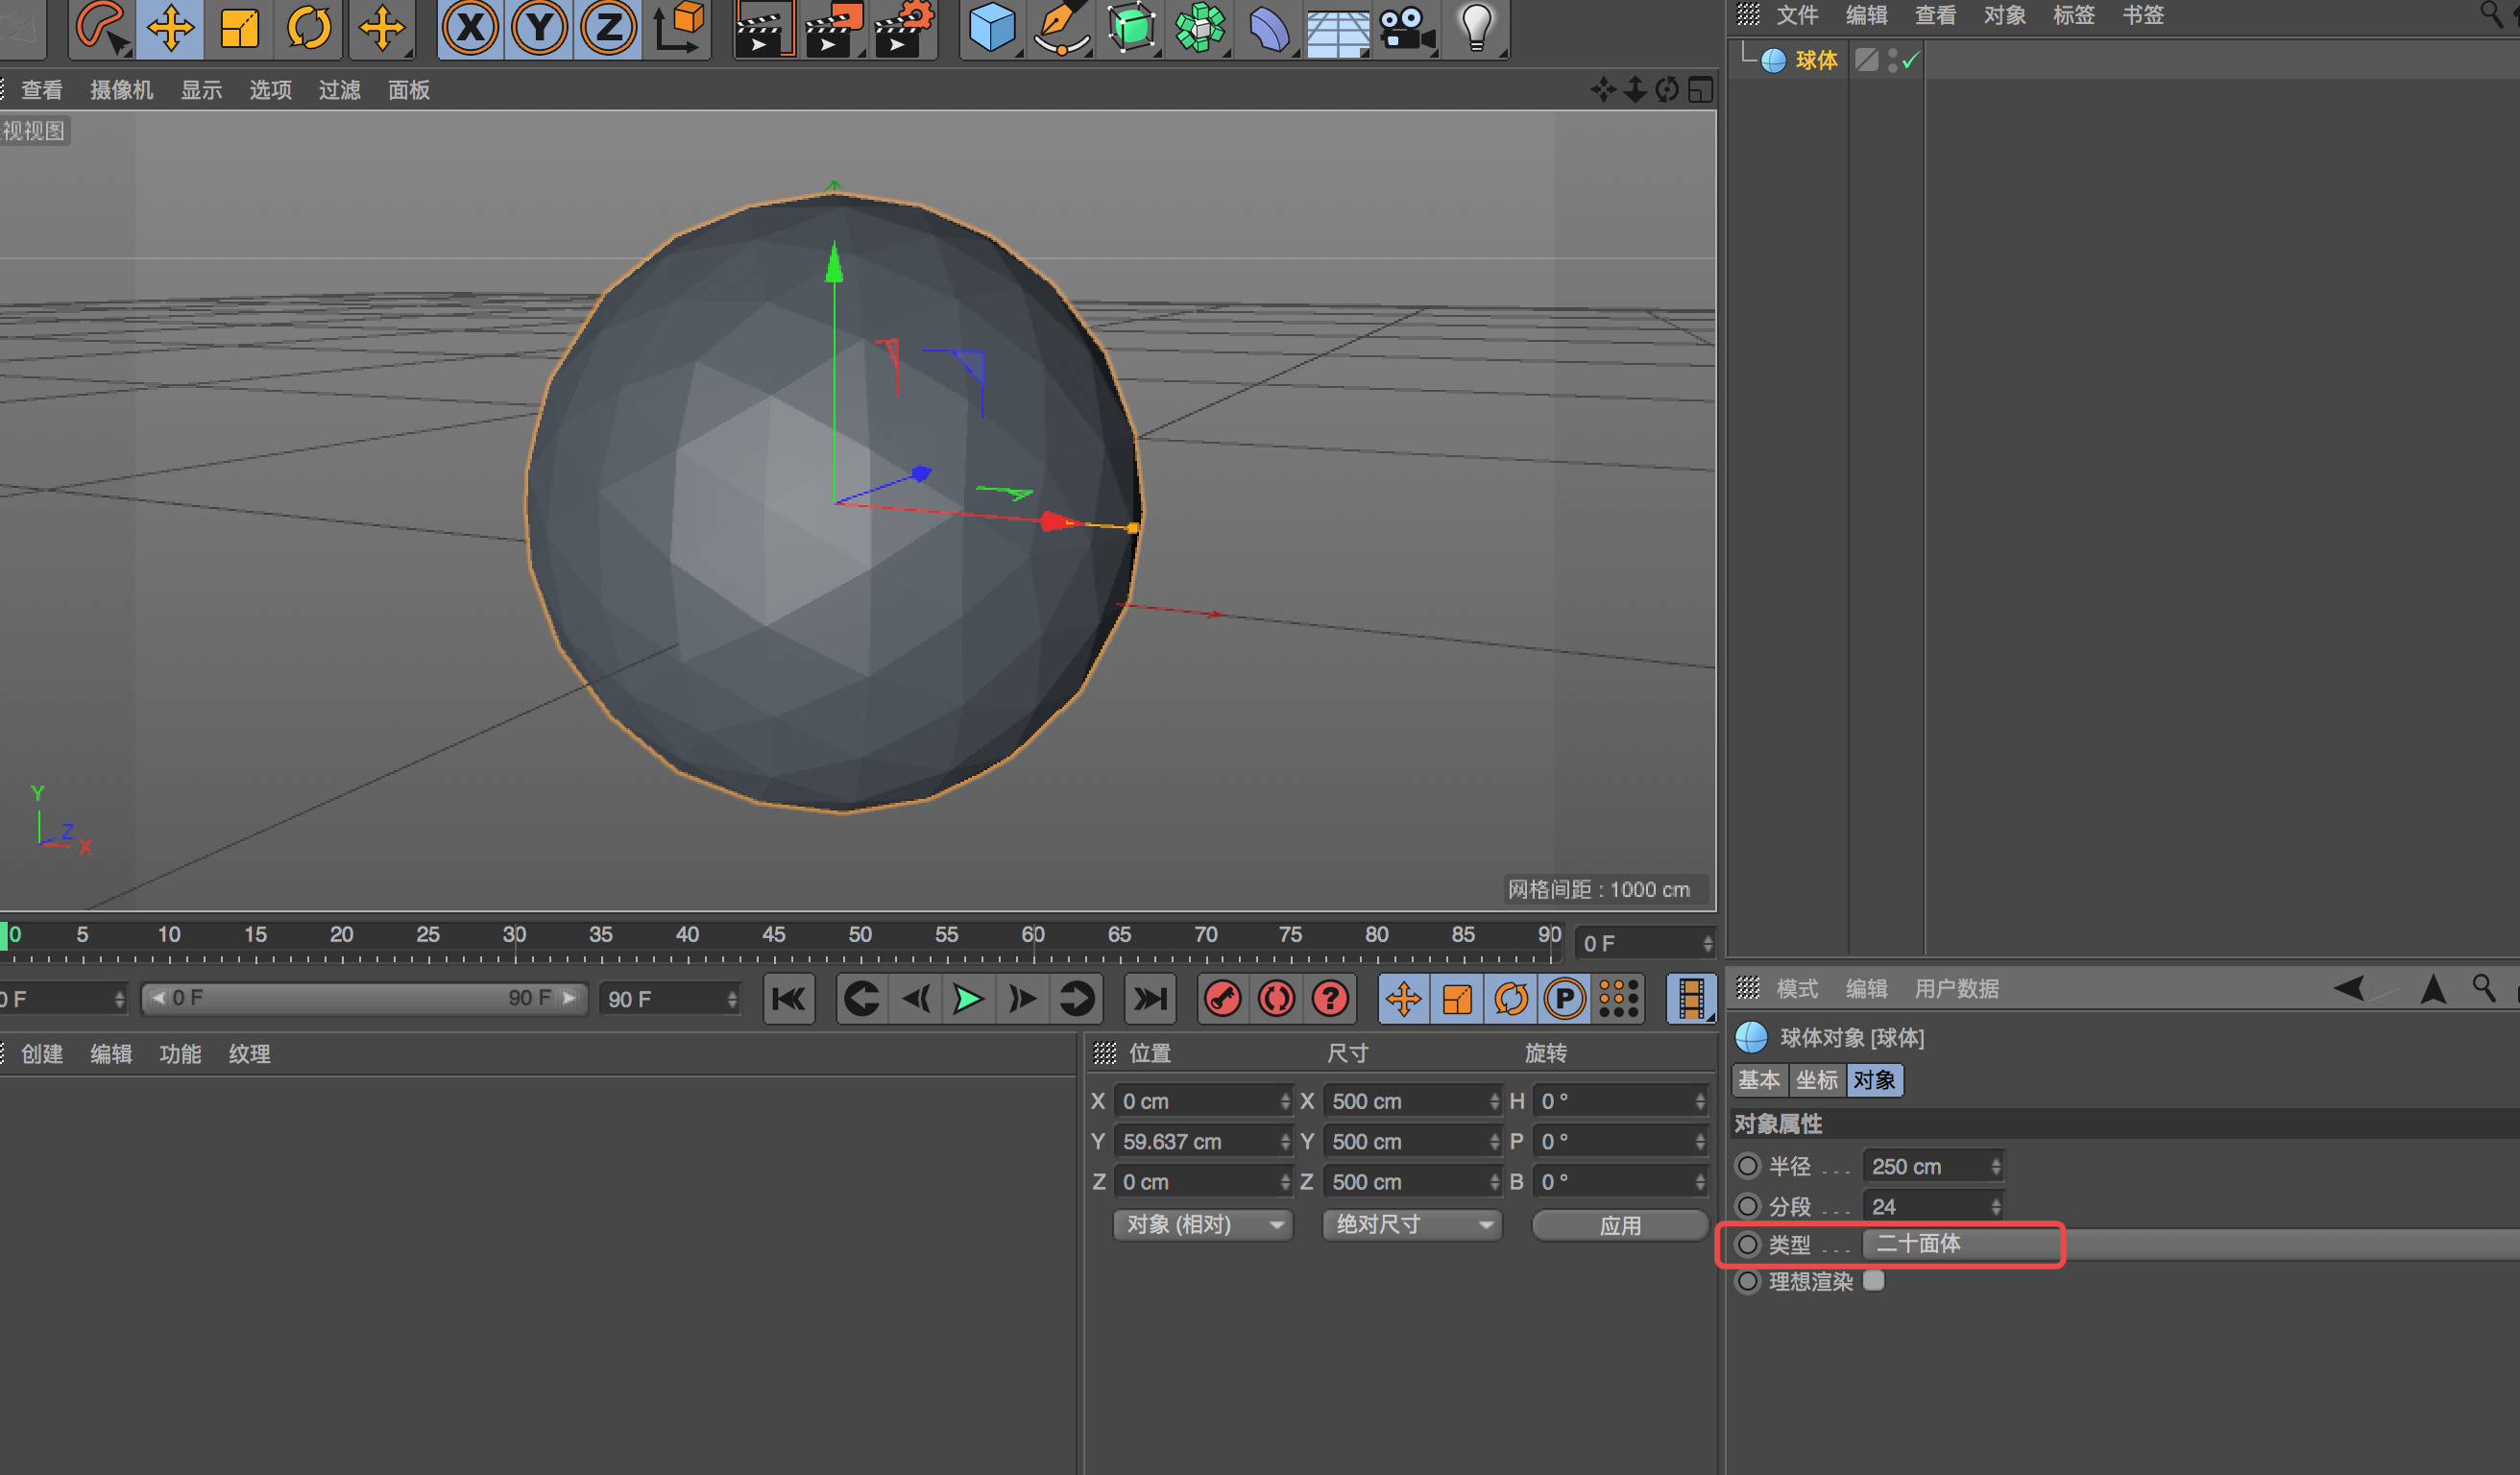 X Y Z
文件 编辑 查看 对象 标签 书签
球体
查看 摄像机 显示 选项 过滤 面板
视视图
Y
Z
X
网格间距 : 1000 cm
0 5 10 15 20 25 30 35 40 45 50 55 60 65 70 75 80 85 90 0 F
0 F 0 F 90 F 90 F ? P
创建 编辑 功能 纹理
位置 尺寸 旋转
X 0 cm X 500 cm H 0 °
Y 59.637 cm Y 500 cm P 0 °
Z 0 cm Z 500 cm B 0 °
对象 (相对) 绝对尺寸 应用
模式 编辑 用户数据
球体对象 [球体]
基本 坐标 对象
对象属性
半径 . . . 250 cm
分段 . . . 24
类型 . . . 二十面体
理想渲染